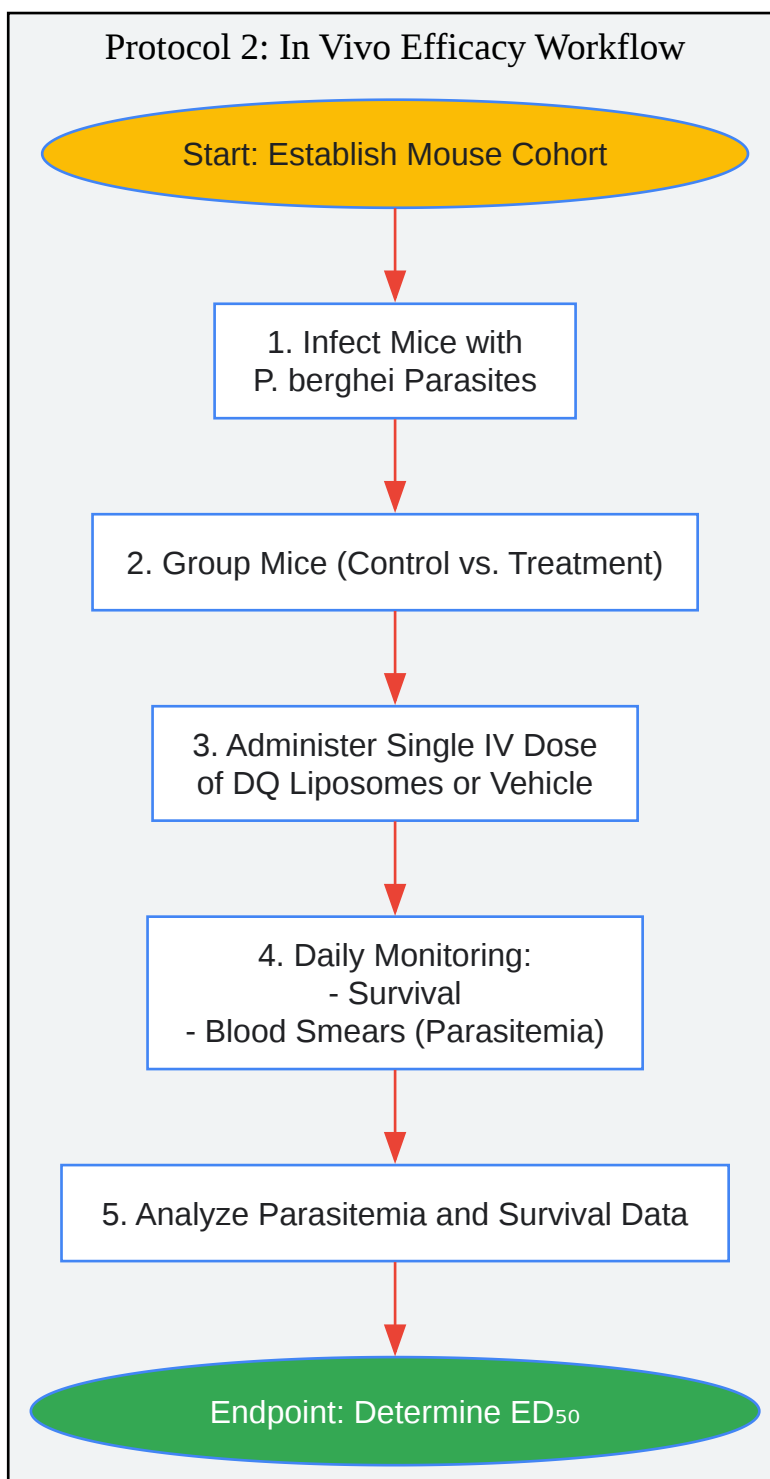 Protocol 2: In Vivo Efficacy Workflow
Start: Establish Mouse Cohort
1. Infect Mice with
P. berghei Parasites
2. Group Mice (Control vs. Treatment)
3. Administer Single IV Dose
of DQ Liposomes or Vehicle
4. Daily Monitoring:
- Survival
- Blood Smears (Parasitemia)
5. Analyze Parasitemia and Survival Data
Endpoint: Determine ED₅₀